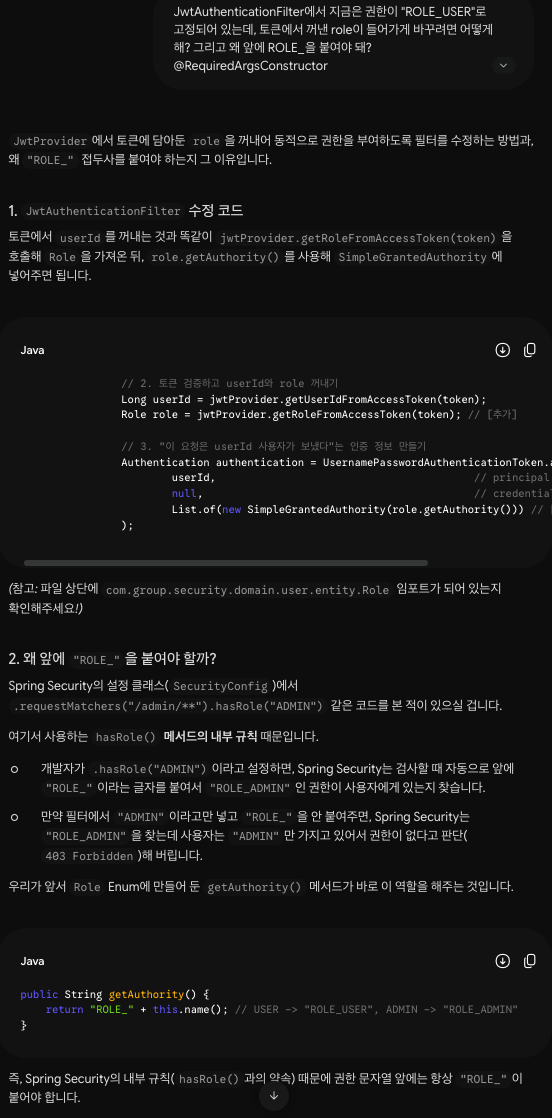 JwtAuthenticationFilter에서 지금은 권한이 "ROLE_USER"로
고정되어 있는데, 토큰에서 꺼낸 role이 들어가게 바꾸려면 어떻게
해? 그리고 왜 앞에 ROLE_을 붙여야 돼?
@RequiredArgsConstructor
JwtProvider 에서 토큰에 담아둔 role 을 꺼내어 동적으로 권한을 부여하도록 필터를 수정하는 방법과,
왜 "ROLE_" 접두사를 붙여야 하는지 그 이유입니다.
1. JwtAuthenticationFilter 수정 코드
토큰에서 userId 를 꺼내는 것과 똑같이 jwtProvider.getRoleFromAccessToken(token) 을
호출해 Role 을 가져온 뒤, role.getAuthority() 를 사용해 SimpleGrantedAuthority 에
넣어주면 됩니다.
Java
// 2. 토큰 검증하고 userId와 role 꺼내기
Long userId = jwtProvider.getUserIdFromAccessToken(token);
Role role = jwtProvider.getRoleFromAccessToken(token); // [추가]
// 3. "이 요청은 userId 사용자가 보냈다"는 인증 정보 만들기
Authentication authentication = UsernamePasswordAuthenticationToken.a
userId, // principal
null, // credentia
List.of(new SimpleGrantedAuthority(role.getAuthority())) //
);
(참고: 파일 상단에 com.group.security.domain.user.entity.Role 임포트가 되어 있는지
확인해주세요!)
2. 왜 앞에 "ROLE_" 을 붙여야 할까?
Spring Security의 설정 클래스( SecurityConfig )에서
.requestMatchers("/admin/**").hasRole("ADMIN") 같은 코드를 본 적이 있으실 겁니다.
여기서 사용하는 hasRole() 메서드의 내부 규칙 때문입니다.
개발자가 .hasRole("ADMIN") 이라고 설정하면, Spring Security는 검사할 때 자동으로 앞에
"ROLE_" 이라는 글자를 붙여서 "ROLE_ADMIN" 인 권한이 사용자에게 있는지 찾습니다.
만약 필터에서 "ADMIN" 이라고만 넣고 "ROLE_" 을 안 붙여주면, Spring Security는
"ROLE_ADMIN" 을 찾는데 사용자는 "ADMIN" 만 가지고 있어서 권한이 없다고 판단(
403 Forbidden )해 버립니다.
우리가 앞서 Role Enum에 만들어 둔 getAuthority() 메서드가 바로 이 역할을 해주는 것입니다.
Java
public String getAuthority() {
return "ROLE_" + this.name(); // USER -> "ROLE_USER", ADMIN -> "ROLE_ADMIN"
}
즉, Spring Security의 내부 규칙( hasRole() 과의 약속) 때문에 권한 문자열 앞에는 항상 "ROLE_" 이
붙어야 합니다.